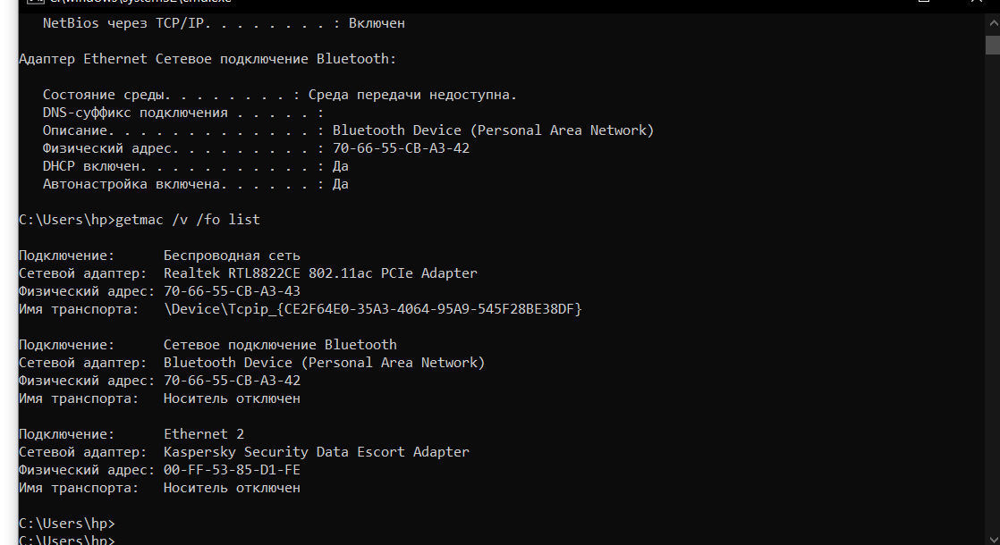 NetBios через TCP/IP. . . . . . . . : Включен
Адаптер Ethernet Сетевое подключение Bluetooth:
Состояние среды. . . . . . . . : Среда передачи недоступна.
DNS-суффикс подключения . . . . . :
Описание. . . . . . . . . . . . . : Bluetooth Device (Personal Area Network)
Физический адрес. . . . . . . . . : 70-66-55-CB-A3-42
DHCP включен. . . . . . . . . . . : Да
Автонастройка включена. . . . . . : Да
C:\Users\hp>getmac /v /fo list
Подключение: Беспроводная сеть
Сетевой адаптер: Realtek RTL8822CE 802.11ac PCIe Adapter
Физический адрес: 70-66-55-CB-A3-43
Имя транспорта: \Device\Tcpip_{CE2F64E0-35A3-4064-95A9-545F28BE38DF}
Подключение: Сетевое подключение Bluetooth
Сетевой адаптер: Bluetooth Device (Personal Area Network)
Физический адрес: 70-66-55-CB-A3-42
Имя транспорта: Носитель отключен
Подключение: Ethernet 2
Сетевой адаптер: Kaspersky Security Data Escort Adapter
Физический адрес: 00-FF-53-85-D1-FE
Имя транспорта: Носитель отключен
C:\Users\hp>
C:\Users\hp>